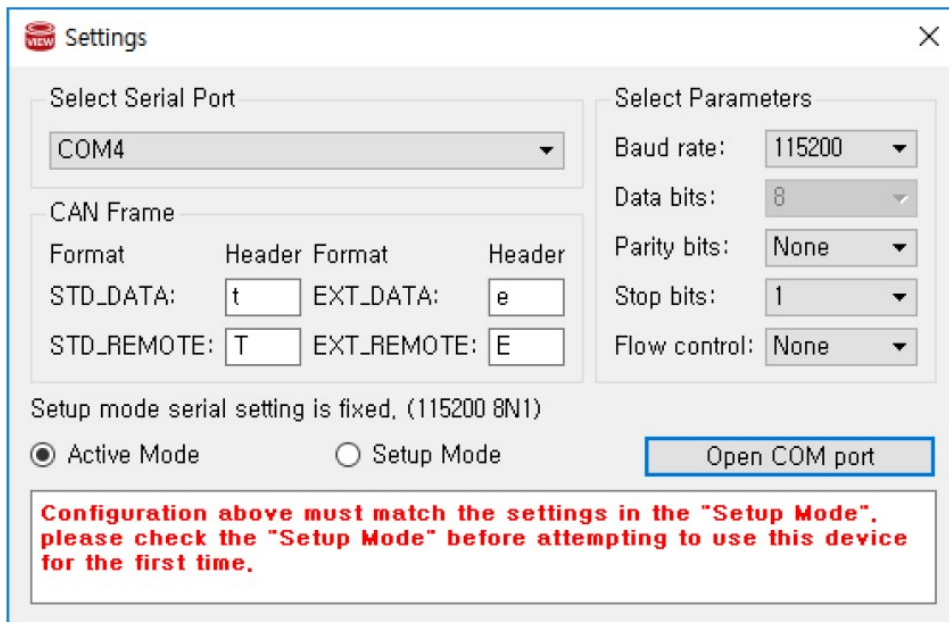 VIEW Settings
Select Serial Port
COM4
CAN Frame
Format Header Format Header
STD_DATA: t EXT_DATA: e
STD_REMOTE: T EXT_REMOTE: E
Select Parameters
Baud rate: 115200
Data bits: 8
Parity bits: None
Stop bits: 1
Flow control: None
Setup mode serial setting is fixed, (115200 8N1)
Active Mode Setup Mode Open COM port
Configuration above must match the settings in the "Setup Mode",
please check the "Setup Mode" before attempting to use this device
for the first time,